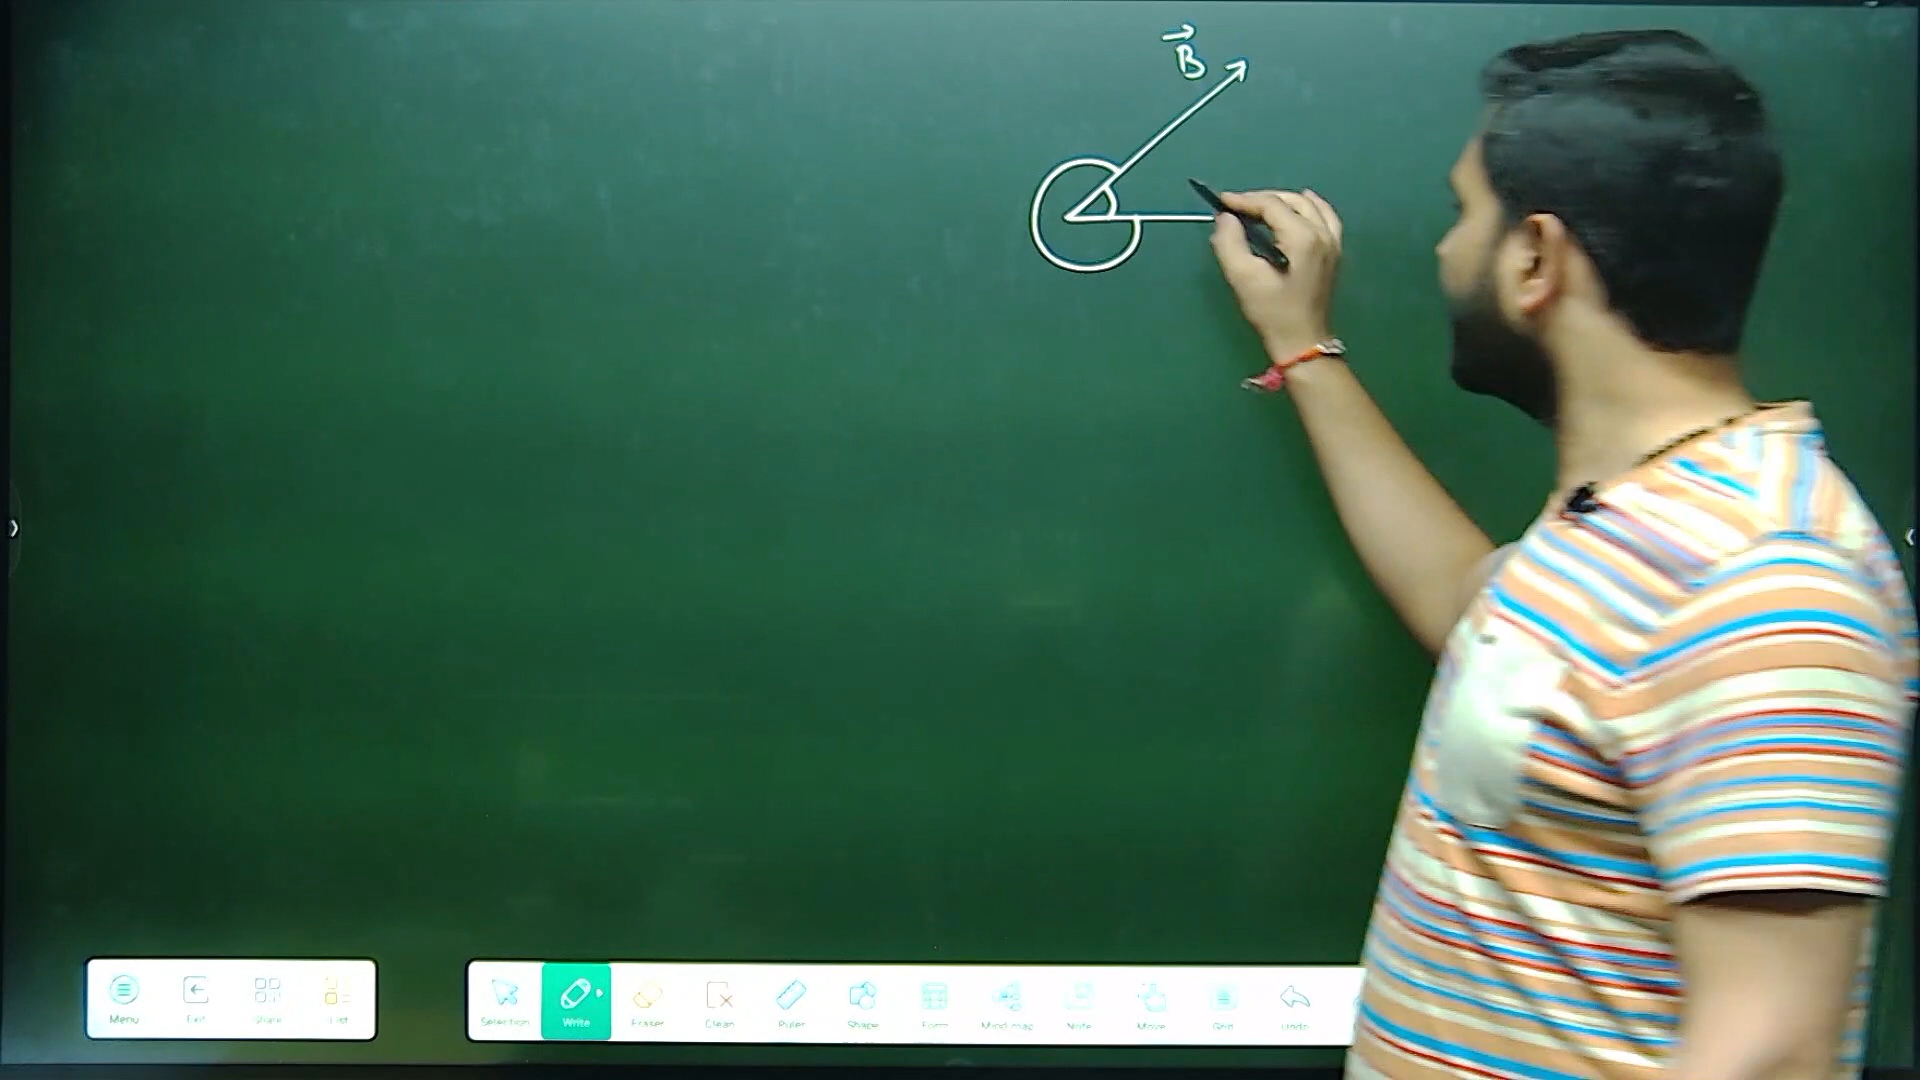 B⃗
Menu Exit Share List
Selection Write Eraser Clean Ruler Shape Form Mind map Note Move Grid Undo